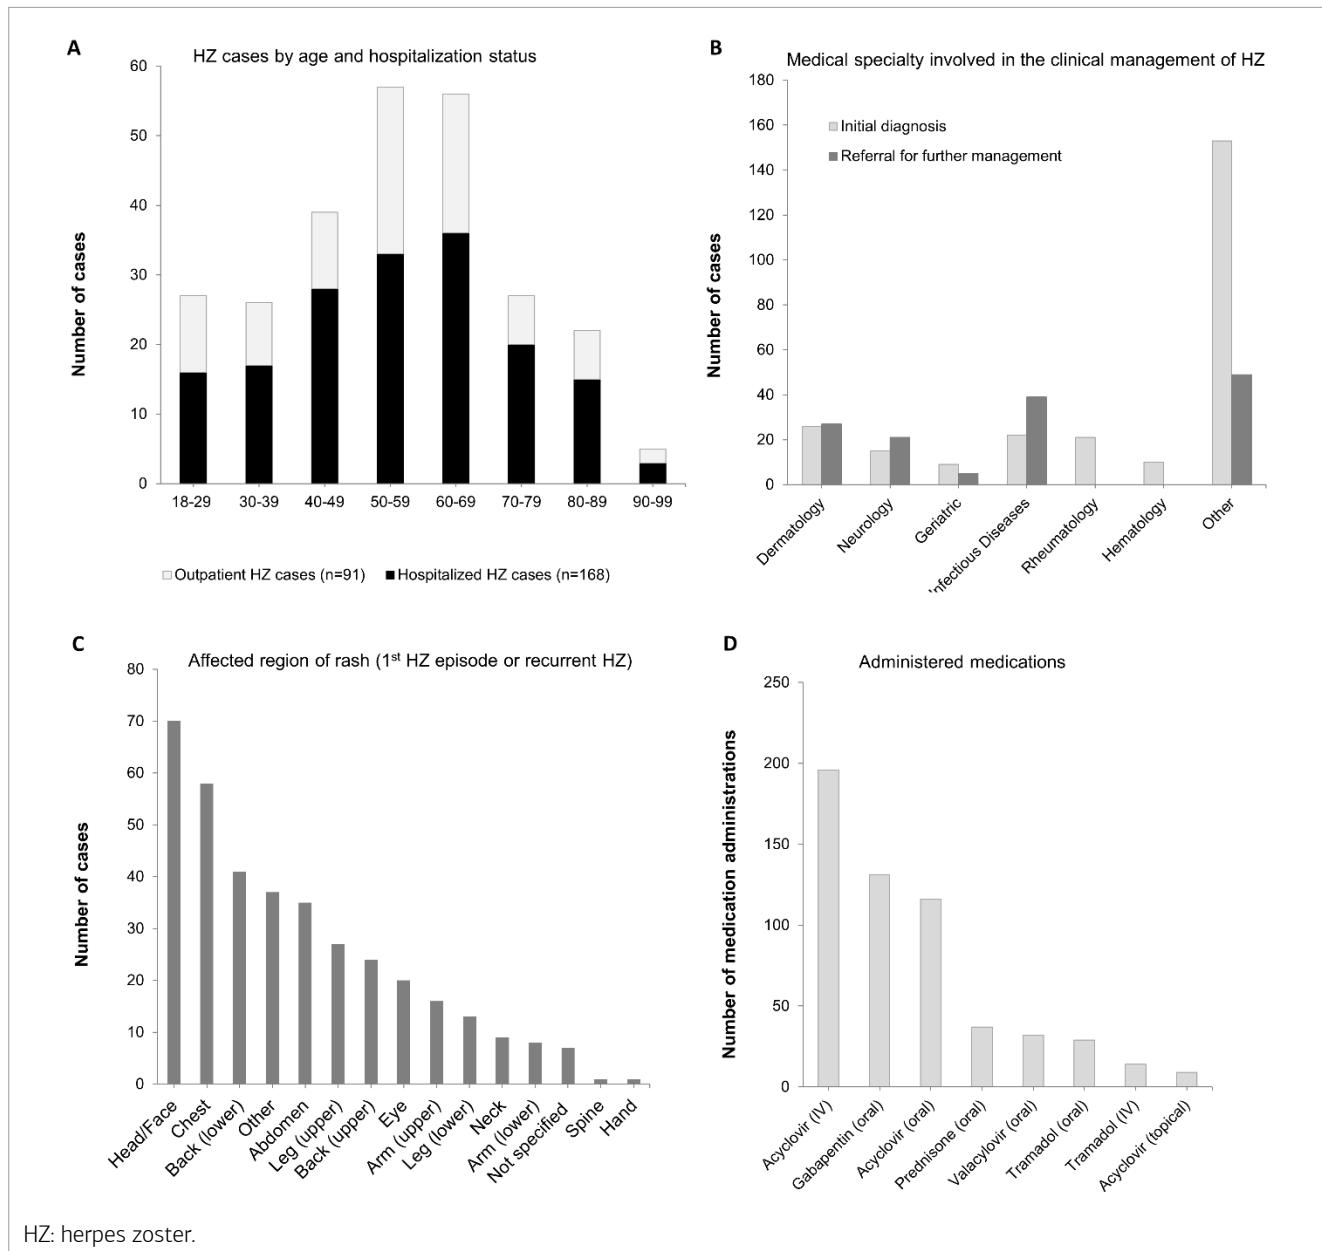 A
HZ cases by age and hospitalization status
Number of cases
60
50
40
30
20
10
0
18-29 30-39 40-49 50-59 60-69 70-79 80-89 90-99
Outpatient HZ cases (n=91) Hospitalized HZ cases (n=168)
B
Medical specialty involved in the clinical management of HZ
Number of cases
180
160
140
120
100
80
60
40
20
0
Initial diagnosis
Referral for further management
Dermatology
Neurology
Geriatric
Infectious Diseases
Rheumatology
Hematology
Other
C
Affected region of rash (1st HZ episode or recurrent HZ)
Number of cases
80
70
60
50
40
30
20
10
0
Head/Face
Chest
Back (lower)
Other
Abdomen
Leg (upper)
Back (upper)
Eye
Arm (upper)
Leg (lower)
Neck
Arm (lower)
Not specified
Spine
Hand
D
Administered medications
Number of medication administrations
250
200
150
100
50
0
Acyclovir (IV)
Gabapentin (oral)
Acyclovir (oral)
Prednisone (oral)
Valacylovir (oral)
Tramadol (oral)
Tramadol (IV)
Acyclovir (topical)
HZ: herpes zoster.